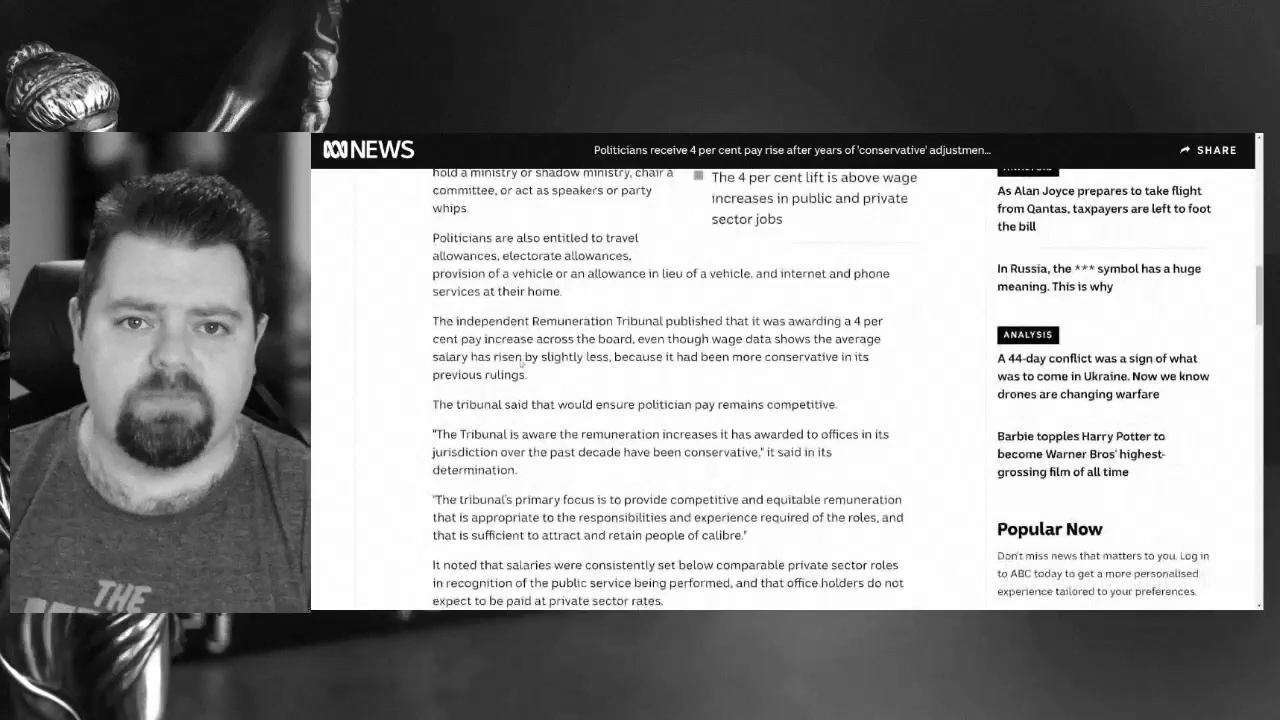 NEWS
Politicians receive 4 per cent pay rise after years of 'conservative' adjustmen...
SHARE
hold a ministry or shadow ministry, chair a
committee, or act as speakers or party
whips.
The 4 per cent lift is above wage
increases in public and private
sector jobs
Politicians are also entitled to travel
allowances, electorate allowances,
provision of a vehicle or an allowance in lieu of a vehicle, and internet and phone
services at their home.
The independent Remuneration Tribunal published that it was awarding a 4 per
cent pay increase across the board, even though wage data shows the average
salary has risen by slightly less, because it had been more conservative in its
previous rulings.
The tribunal said that would ensure politician pay remains competitive.
"The Tribunal is aware the remuneration increases it has awarded to offices in its
jurisdiction over the past decade have been conservative," it said in its
determination.
"The tribunal's primary focus is to provide competitive and equitable remuneration
that is appropriate to the responsibilities and experience required of the roles, and
that is sufficient to attract and retain people of calibre."
It noted that salaries were consistently set below comparable private sector roles
in recognition of the public service being performed, and that office holders do not
expect to be paid at private sector rates.
ANALYSIS
As Alan Joyce prepares to take flight
from Qantas, taxpayers are left to foot
the bill
In Russia, the *** symbol has a huge
meaning. This is why
ANALYSIS
A 44-day conflict was a sign of what
was to come in Ukraine. Now we know
drones are changing warfare
Barbie topples Harry Potter to
become Warner Bros' highest-
grossing film of all time
Popular Now
Don't miss news that matters to you. Log in
to ABC today to get a more personalised
experience tailored to your preferences.
THE